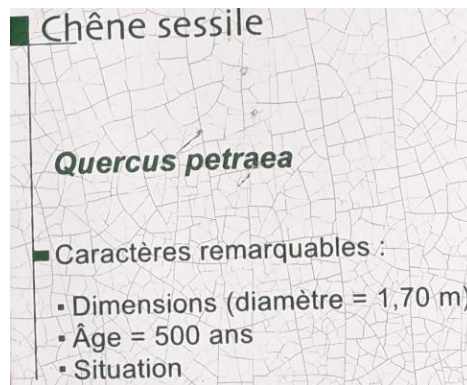 Chêne sessile
Quercus petraea
Caractères remarquables :
▪ Dimensions (diamètre = 1,70 m)
▪ Âge = 500 ans
▪ Situation